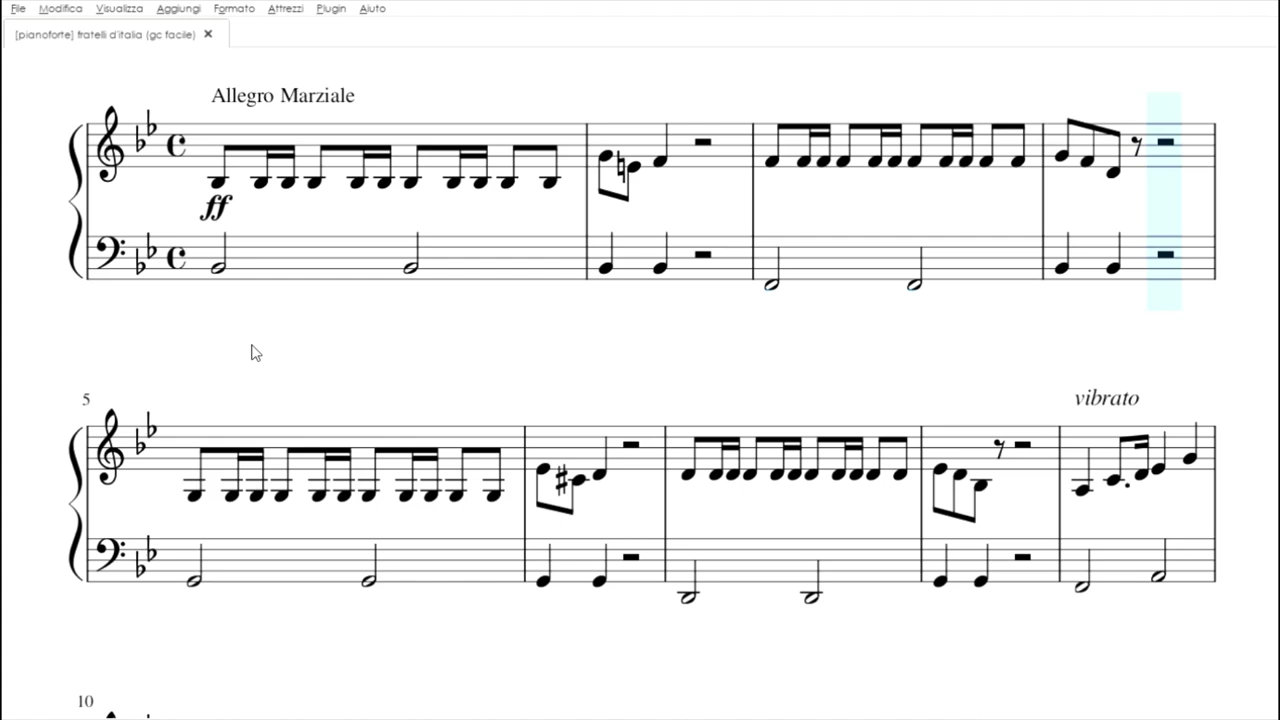 File Modifica Visualizza Aggiungi Formato Attrezzi Plugin Aiuto
[pianoforte] fratelli d'italia (gc facile) ×
Allegro Marziale
ff
5
vibrato
10